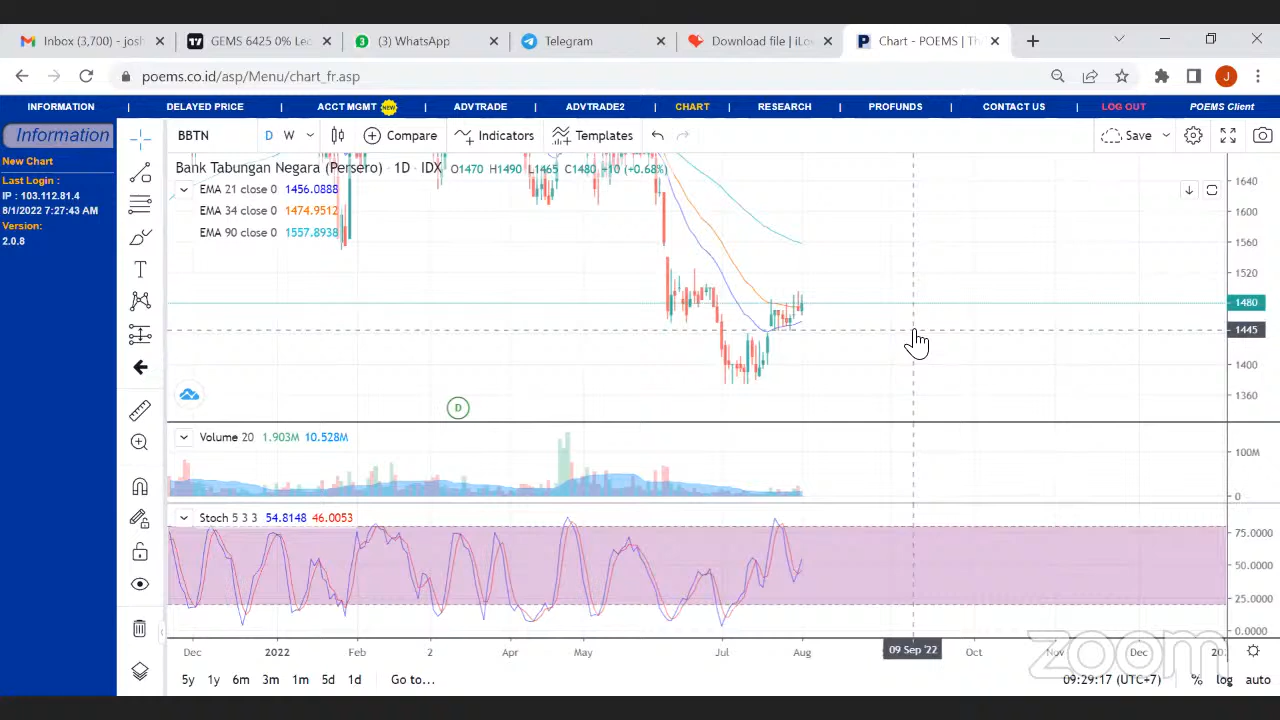 Inbox (3,700) - josh
GEMS 6425 0% Lec
(3) WhatsApp
Telegram
Download file | iLo
Chart - POEMS | Th
poems.co.id/asp/Menu/chart_fr.asp
INFORMATION | DELAYED PRICE | ACCT MGMT NEW | ADVTRADE | ADVTRADE2 | CHART | RESEARCH | PROFUNDS | CONTACT US | LOG OUT POEMS Client
Information
New Chart
Last Login :
IP : 103.112.81.4
8/1/2022 7:27:43 AM
Version:
2.0.8
BBTN D W Compare Indicators Templates Save
Bank Tabungan Negara (Persero) · 1D · IDX O1470 H1490 L1465 C1480 +10 (+0.68%)
EMA 21 close 0 1456.0888
EMA 34 close 0 1474.9512
EMA 90 close 0 1557.8938
1640
1600
1560
1520
1480
1445
1400
1360
D
Volume 20 1.903M 10.528M
100M
0
Stoch 5 3 3 54.8148 46.0053
75.0000
50.0000
25.0000
0.0000
Dec 2022 Feb 2 Apr May Jul Aug 09 Sep '22 Oct Nov Dec
zoom
5y 1y 6m 3m 1m 5d 1d Go to... 09:29:17 (UTC+7) % log auto